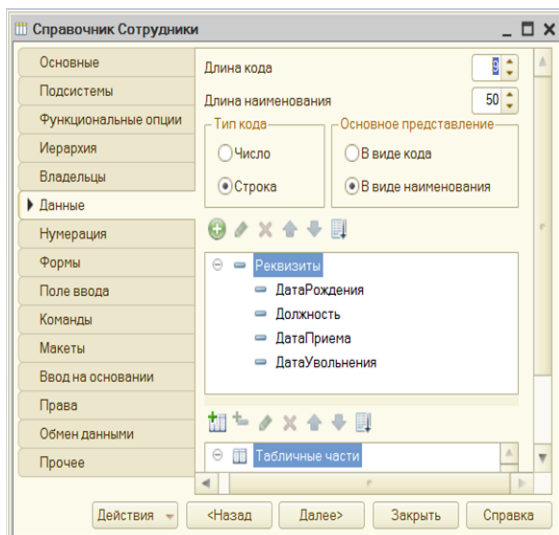 Справочник Сотрудники
Основные
Подсистемы
Функциональные опции
Иерархия
Владельцы
Данные
Нумерация
Формы
Поле ввода
Команды
Макеты
Ввод на основании
Права
Обмен данными
Прочее
Длина кода 9
Длина наименования 50
Тип кода
Число
Строка
Основное представление
В виде кода
В виде наименования
Реквизиты
ДатаРождения
Должность
ДатаПриема
ДатаУвольнения
Табличные части
Действия <Назад Далее> Закрыть Справка